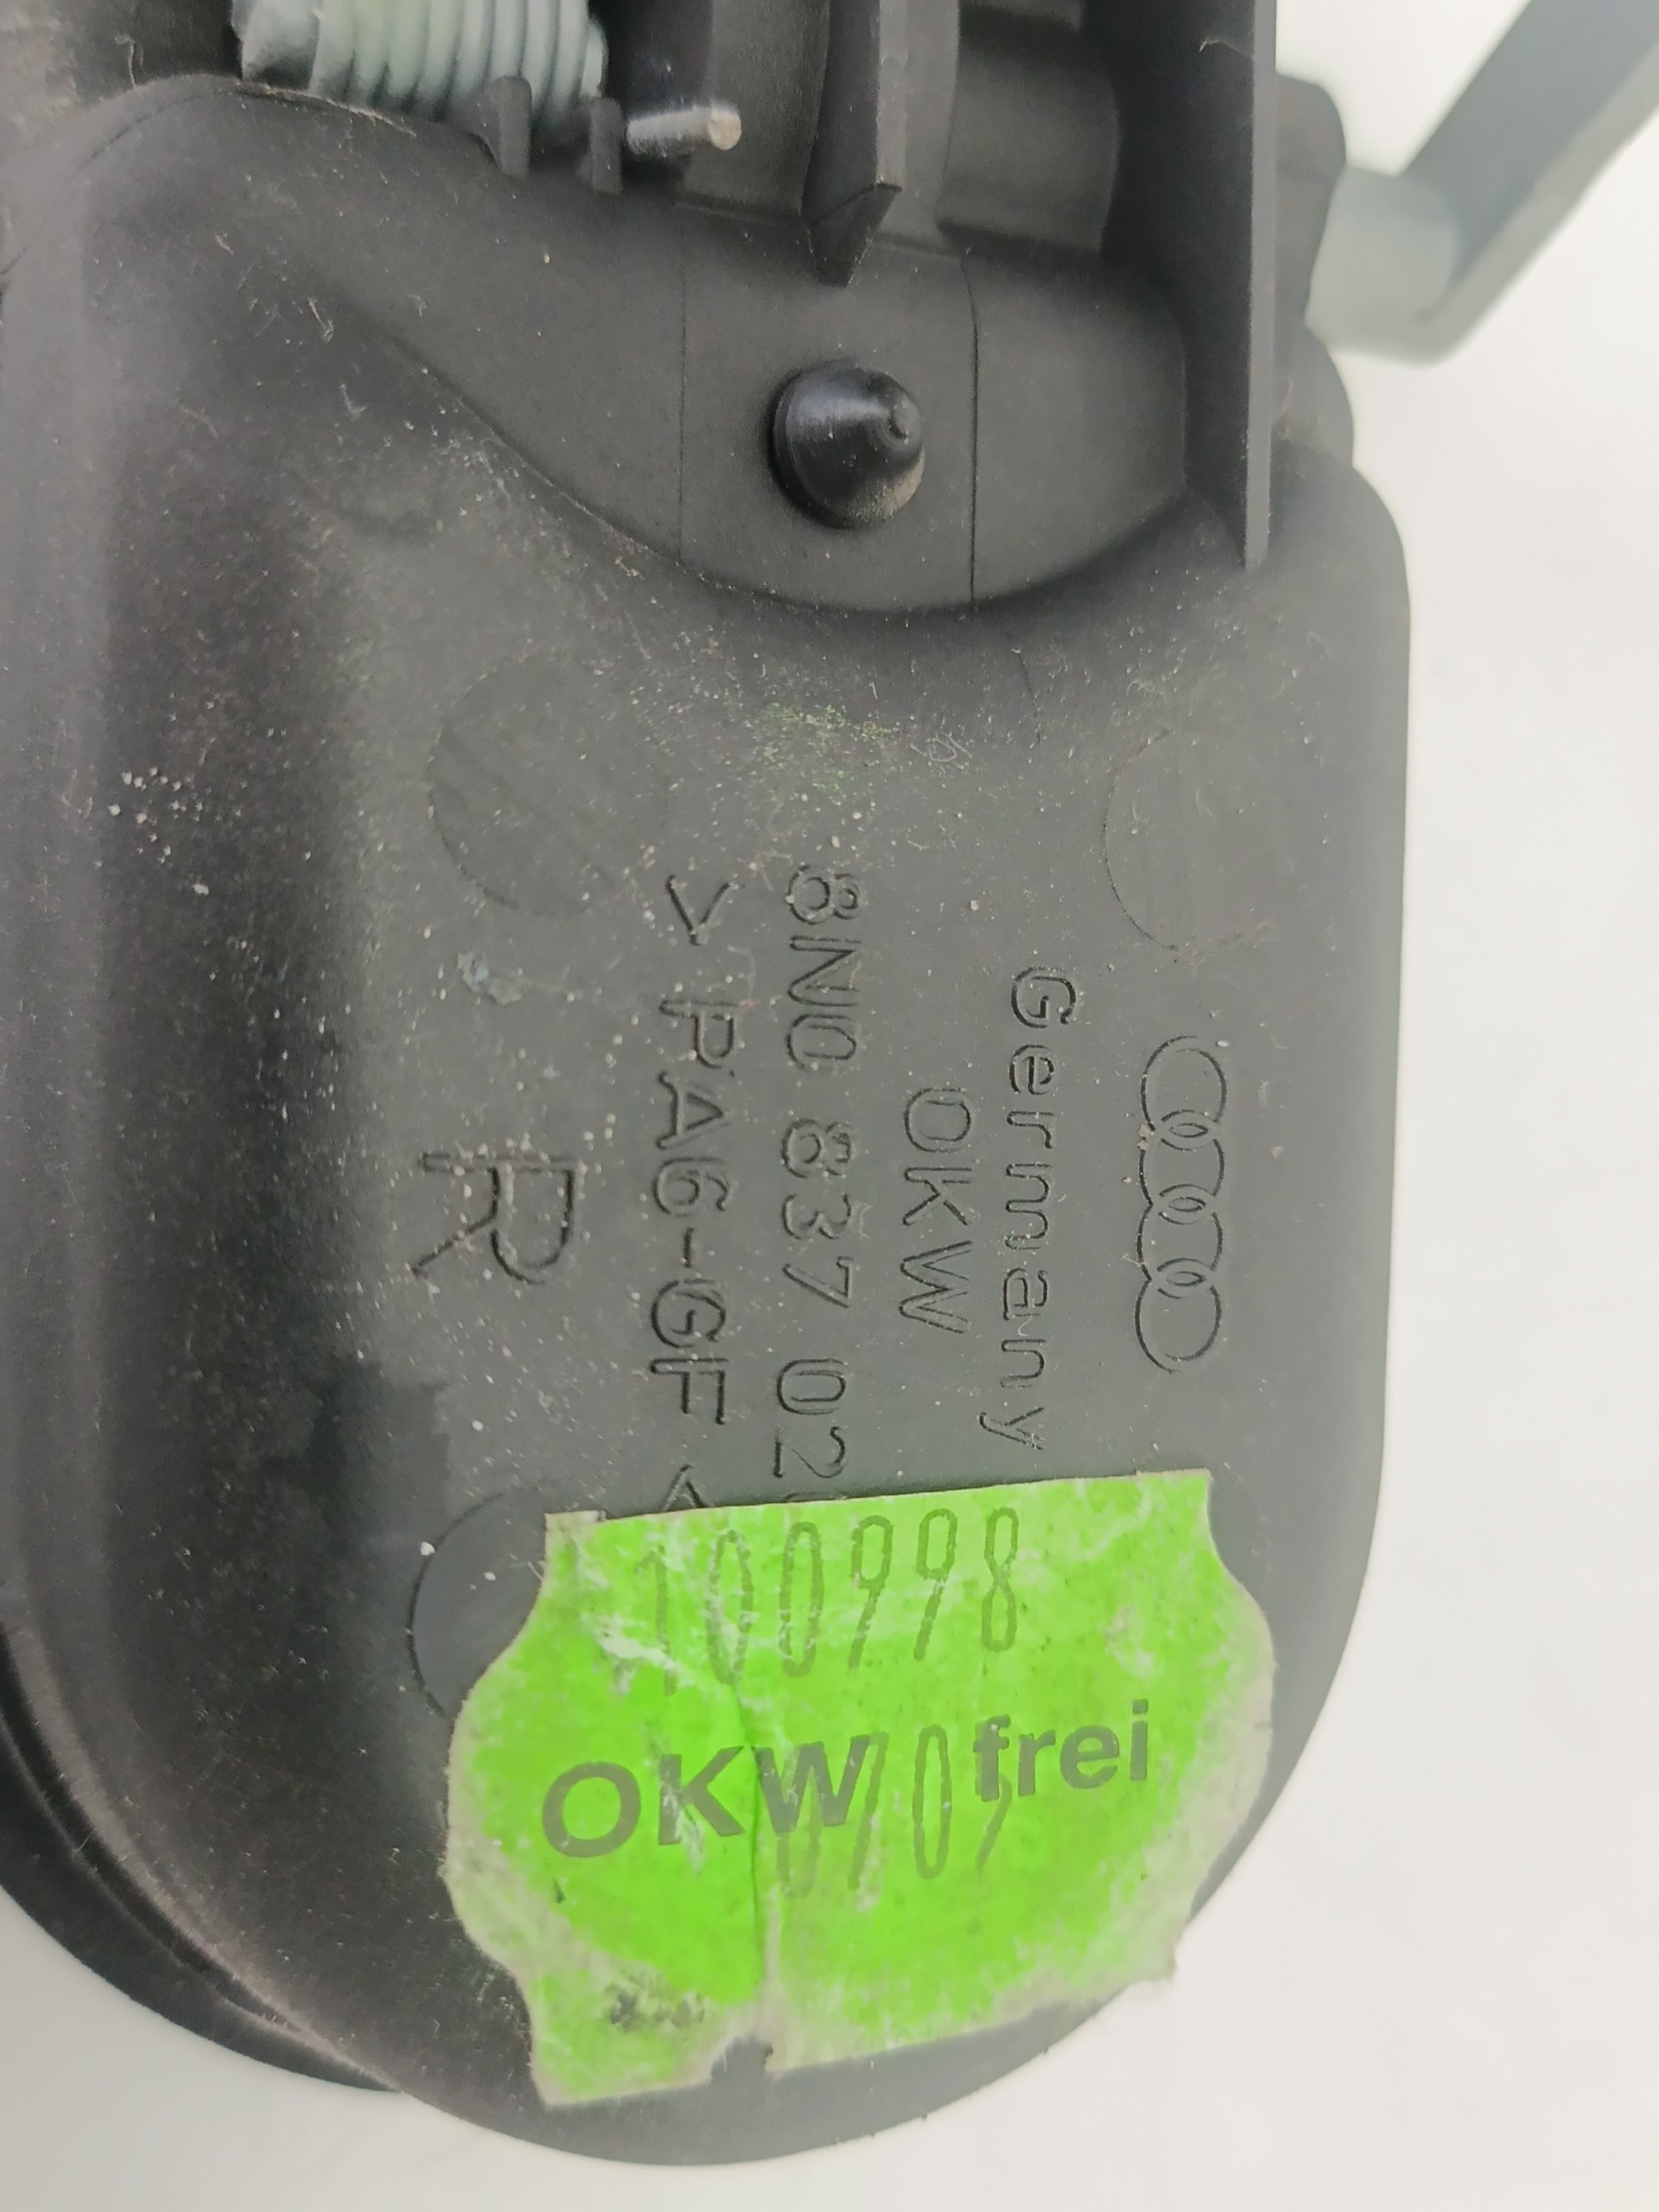 Germany
OKW
8N0 837 02
>PA6-GF<
R
100998
OKW frei